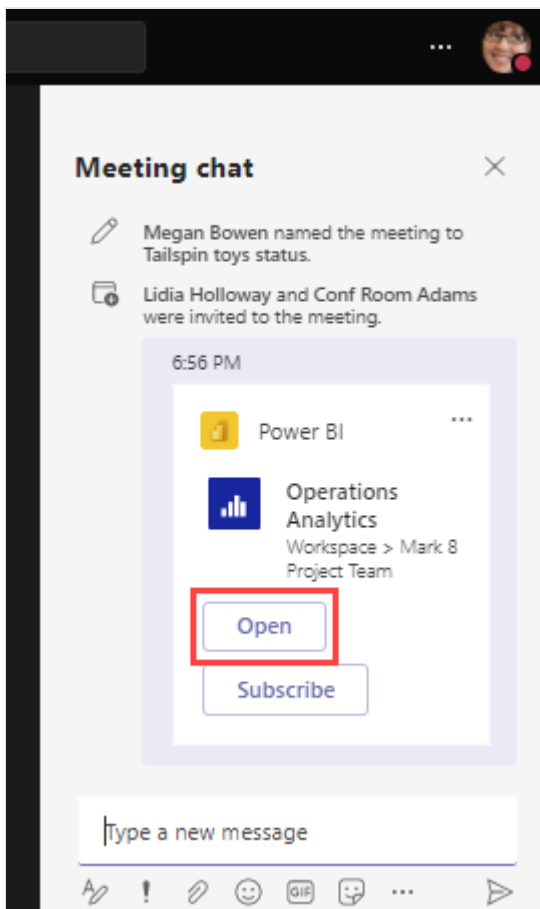 Meeting chat
Megan Bowen named the meeting to
Tailspin toys status.
Lidia Holloway and Conf Room Adams
were invited to the meeting.
6:56 PM
Power BI
Operations
Analytics
Workspace > Mark 8
Project Team
Open
Subscribe
Type a new message
GIF